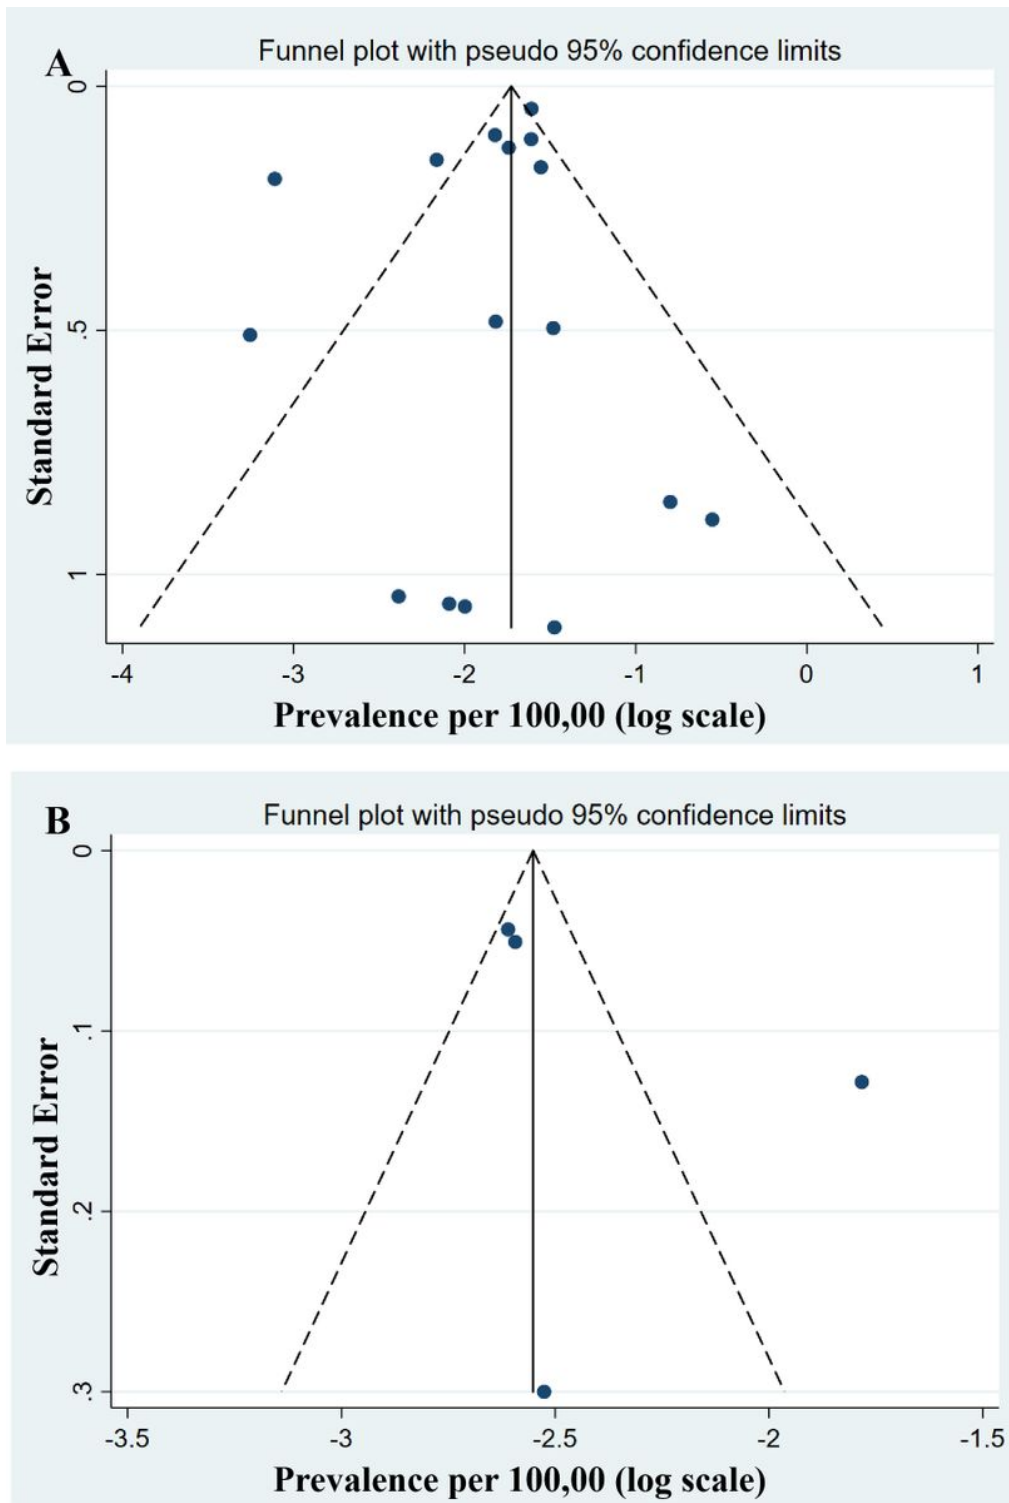 A
Funnel plot with pseudo 95% confidence limits
0
.5
1
Standard Error
-4 -3 -2 -1 0 1
Prevalence per 100,00 (log scale)
B
Funnel plot with pseudo 95% confidence limits
0
.1
.2
.3
Standard Error
-3.5 -3 -2.5 -2 -1.5
Prevalence per 100,00 (log scale)